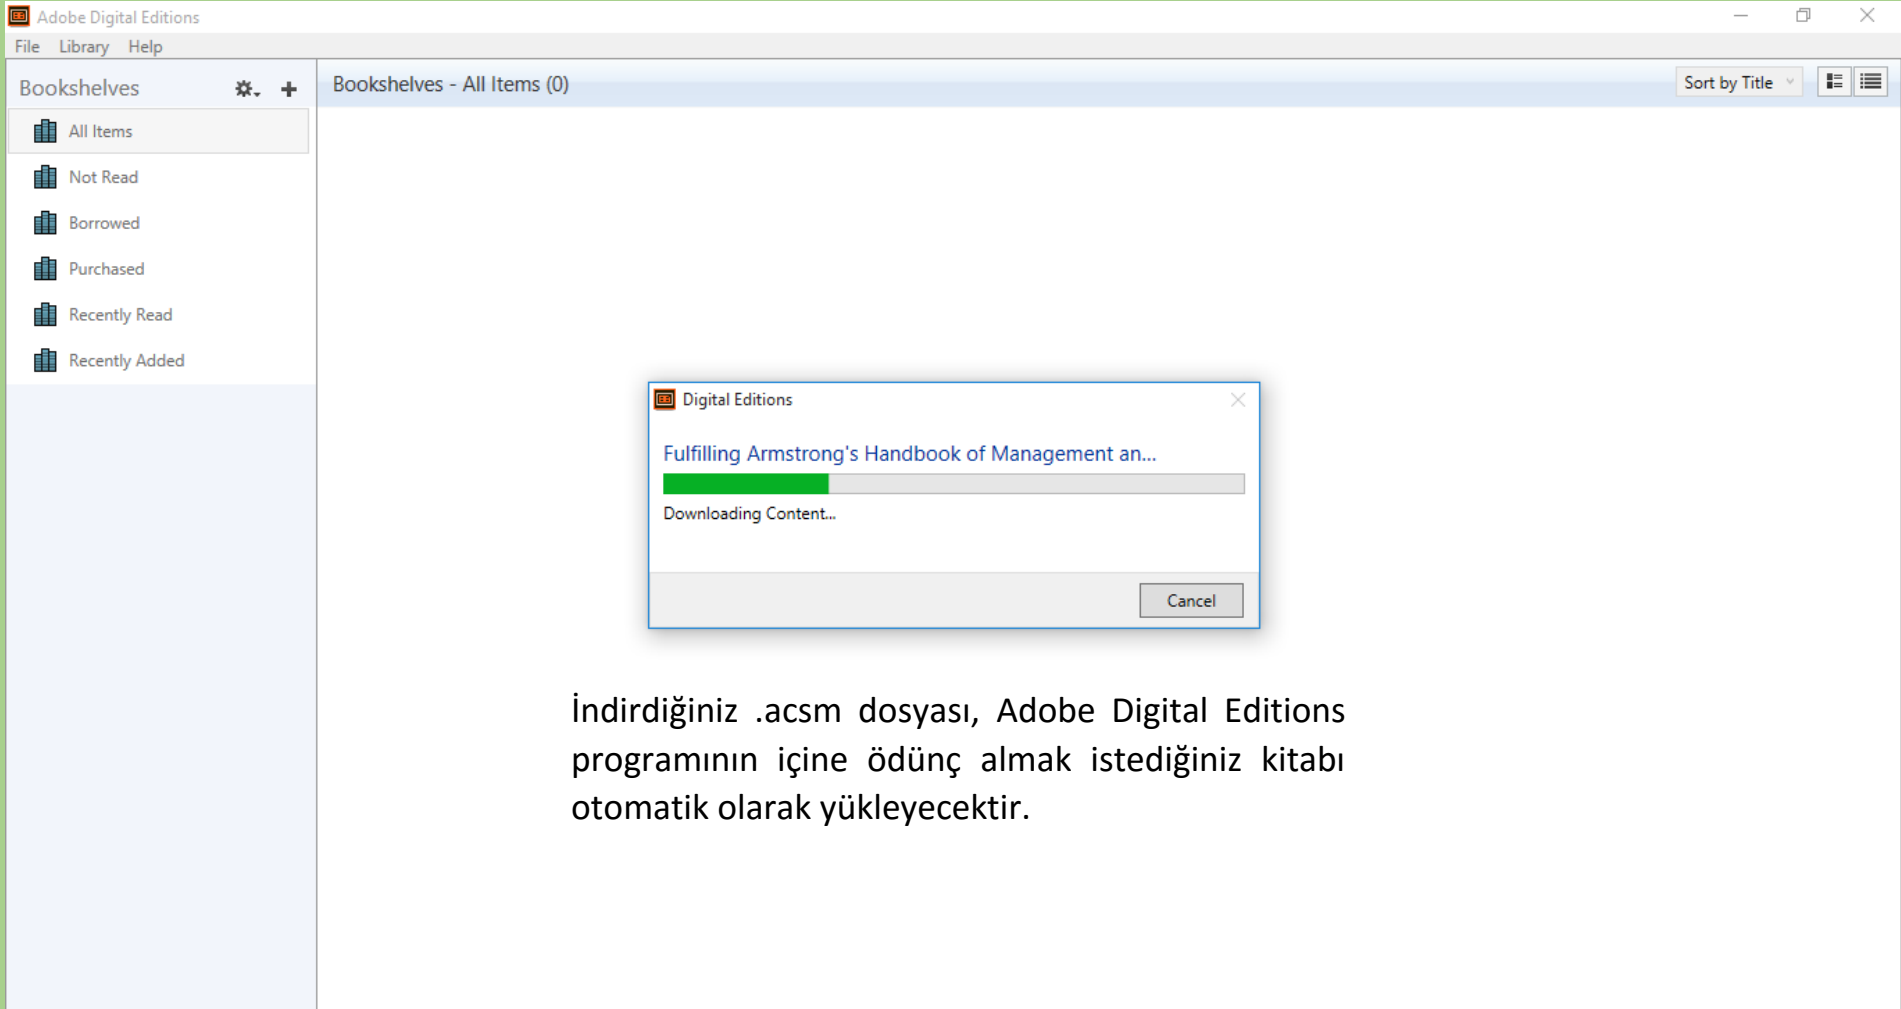 Adobe Digital Editions
File Library Help
Bookshelves
Bookshelves - All Items (0)
Sort by Title
All Items
Not Read
Borrowed
Purchased
Recently Read
Recently Added
Digital Editions
Fulfilling Armstrong's Handbook of Management an...
Downloading Content...
Cancel
İndirdiğiniz .acsm dosyası, Adobe Digital Editions
programının içine ödünç almak istediğiniz kitabı
otomatik olarak yükleyecektir.